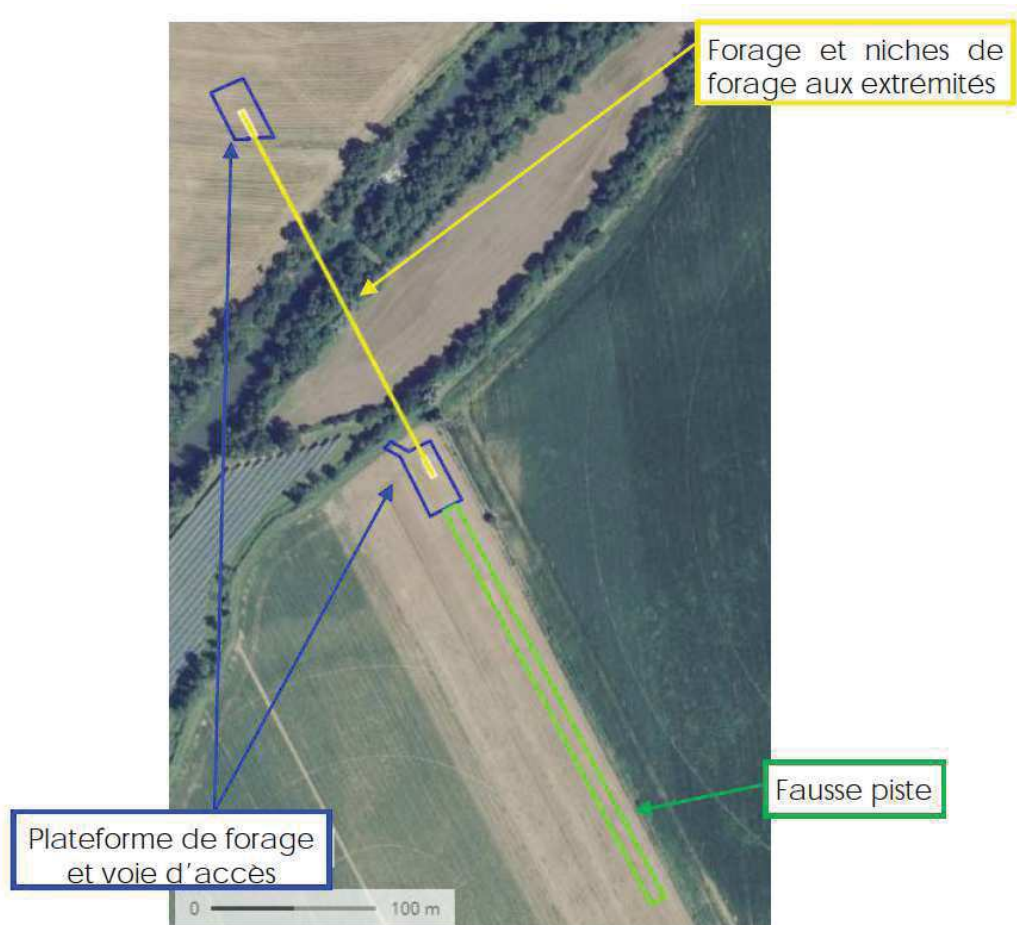 Forage et niches de
forage aux extrémités
Fausse piste
Plateforme de forage
et voie d'accès
0 100 m